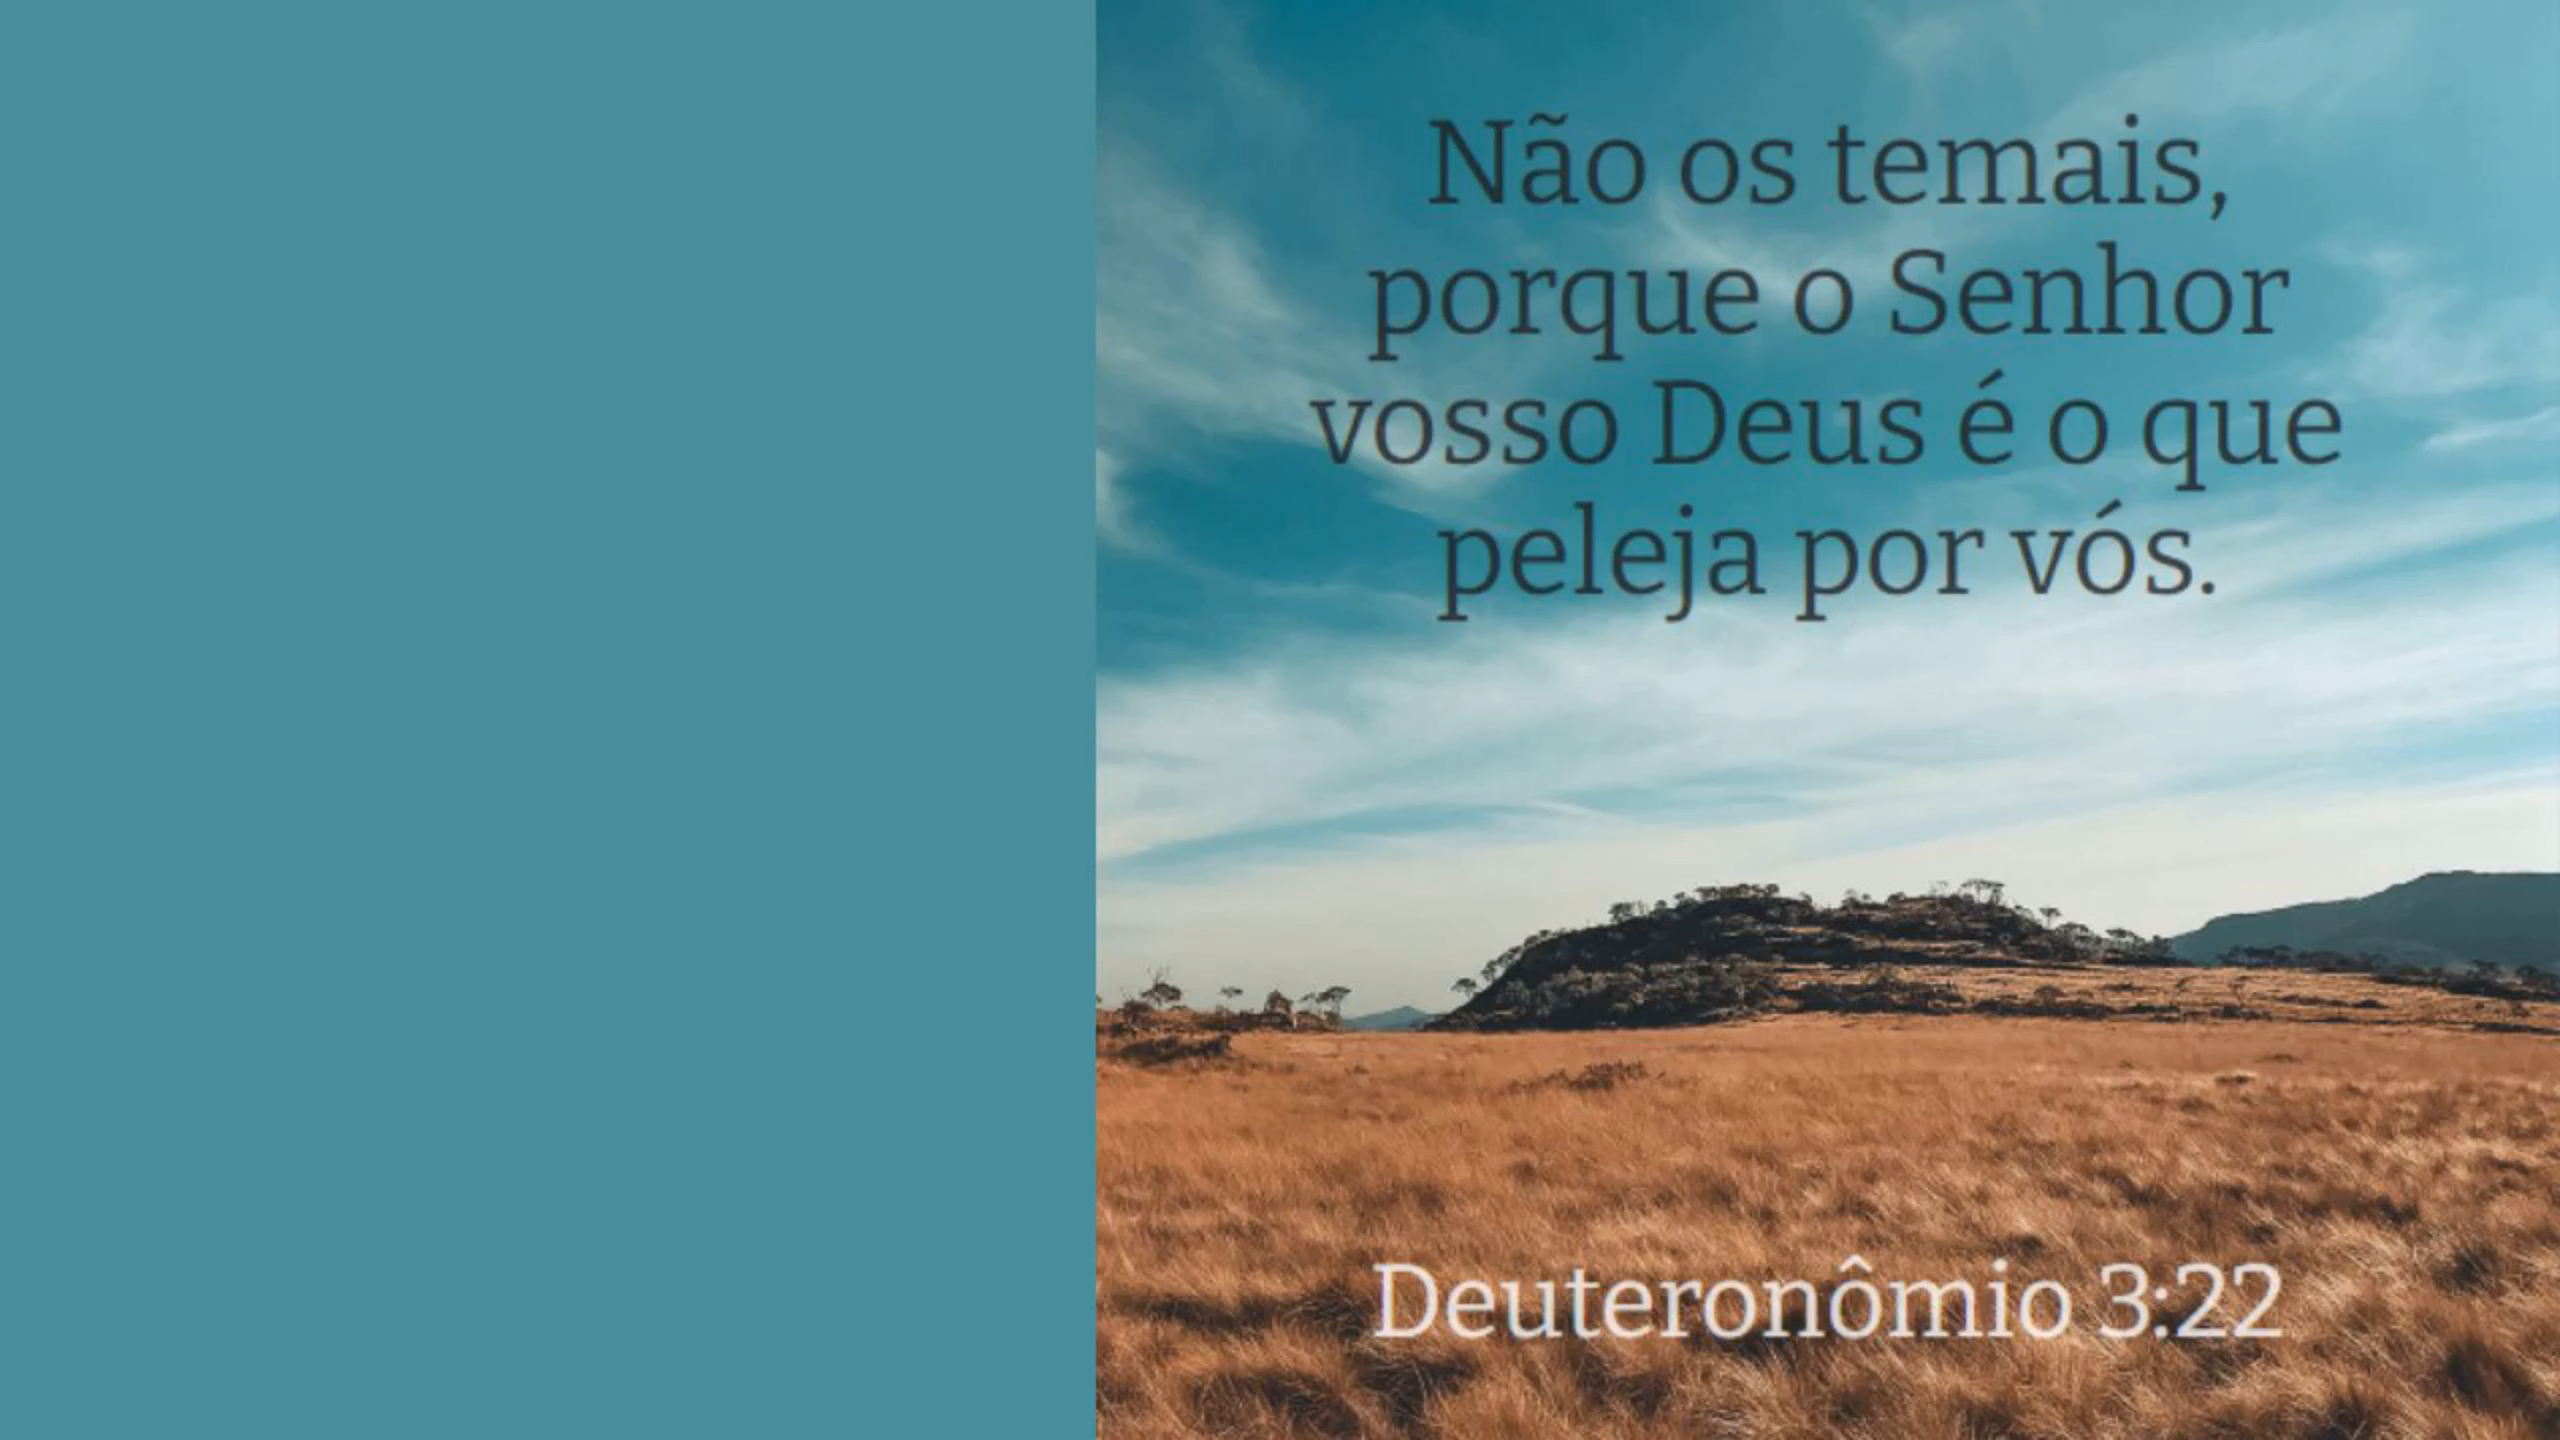 Não os temais,
porque o Senhor
vosso Deus é o que
peleja por vós.
Deuteronômio 3:22